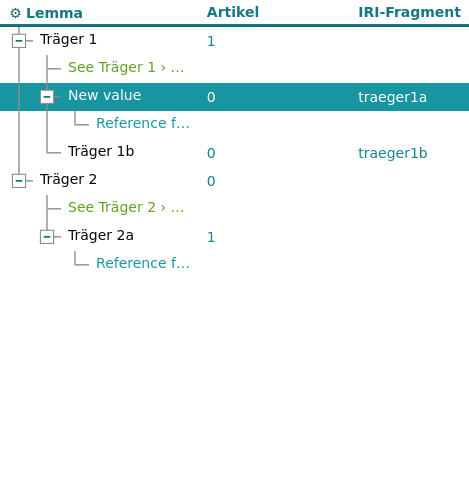 Lemma Artikel IRI-Fragment
Träger 1 1
See Träger 1 › ...
New value 0 traeger1a
Reference f...
Träger 1b 0 traeger1b
Träger 2 0
See Träger 2 › ...
Träger 2a 1
Reference f...